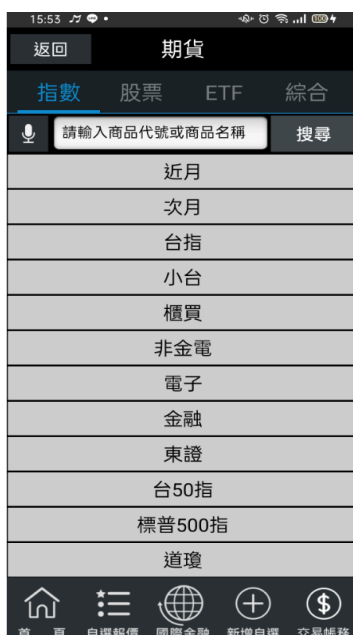 15:53 100
返回 期貨
指數 股票 ETF 綜合
請輸入商品代號或商品名稱 搜尋
近月
次月
台指
小台
櫃買
非金電
電子
金融
東證
台50指
標普500指
道瓊
首 頁 自選報價 國際金融 新增自選 交易帳務